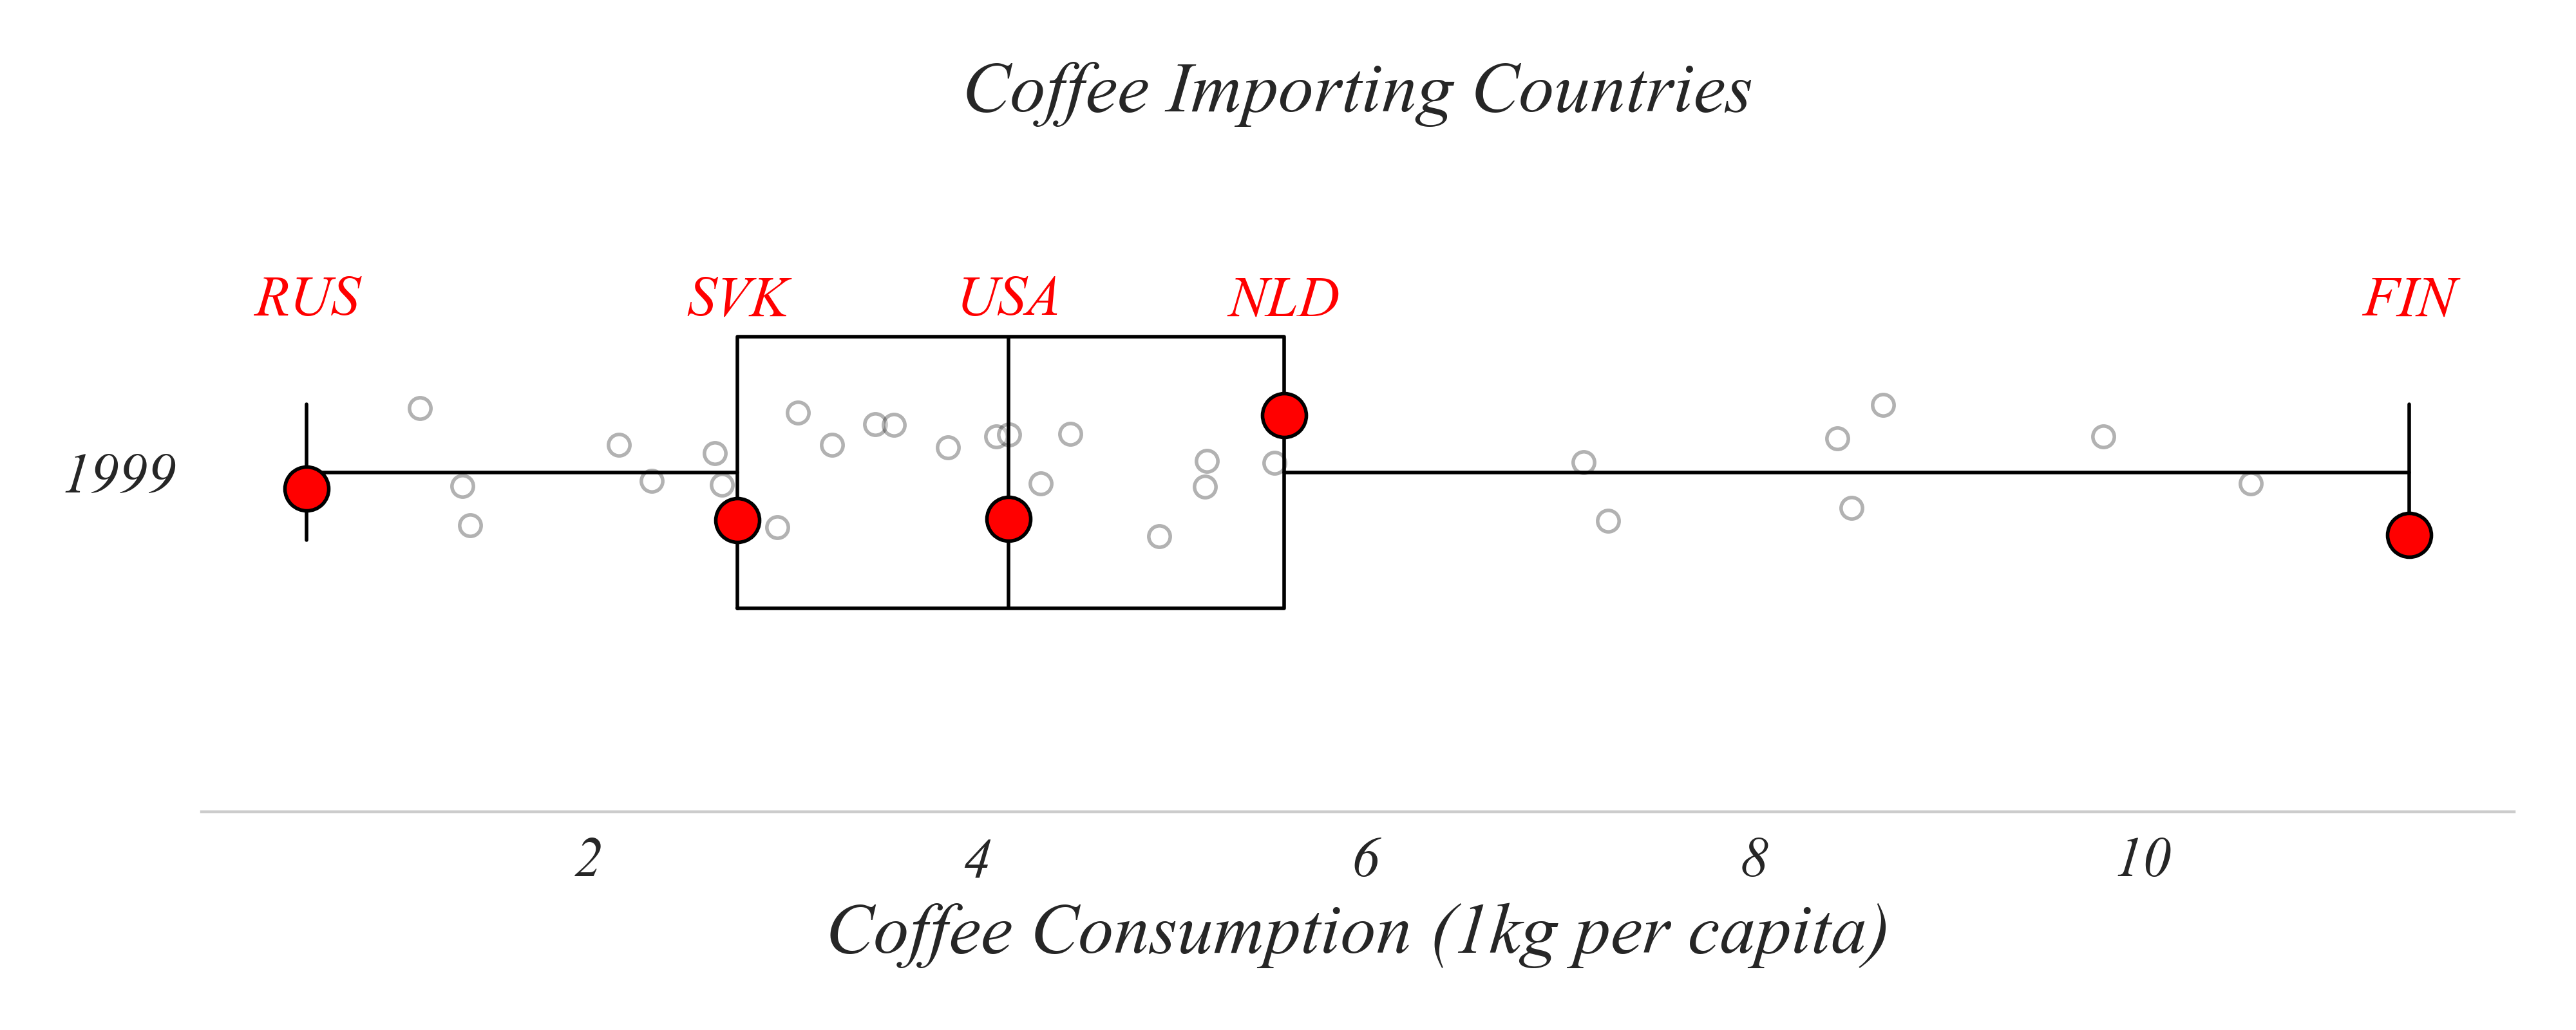 Coffee Importing Countries
RUS SVK USA NLD FIN
1999
2 4 6 8 10
Coffee Consumption (1kg per capita)